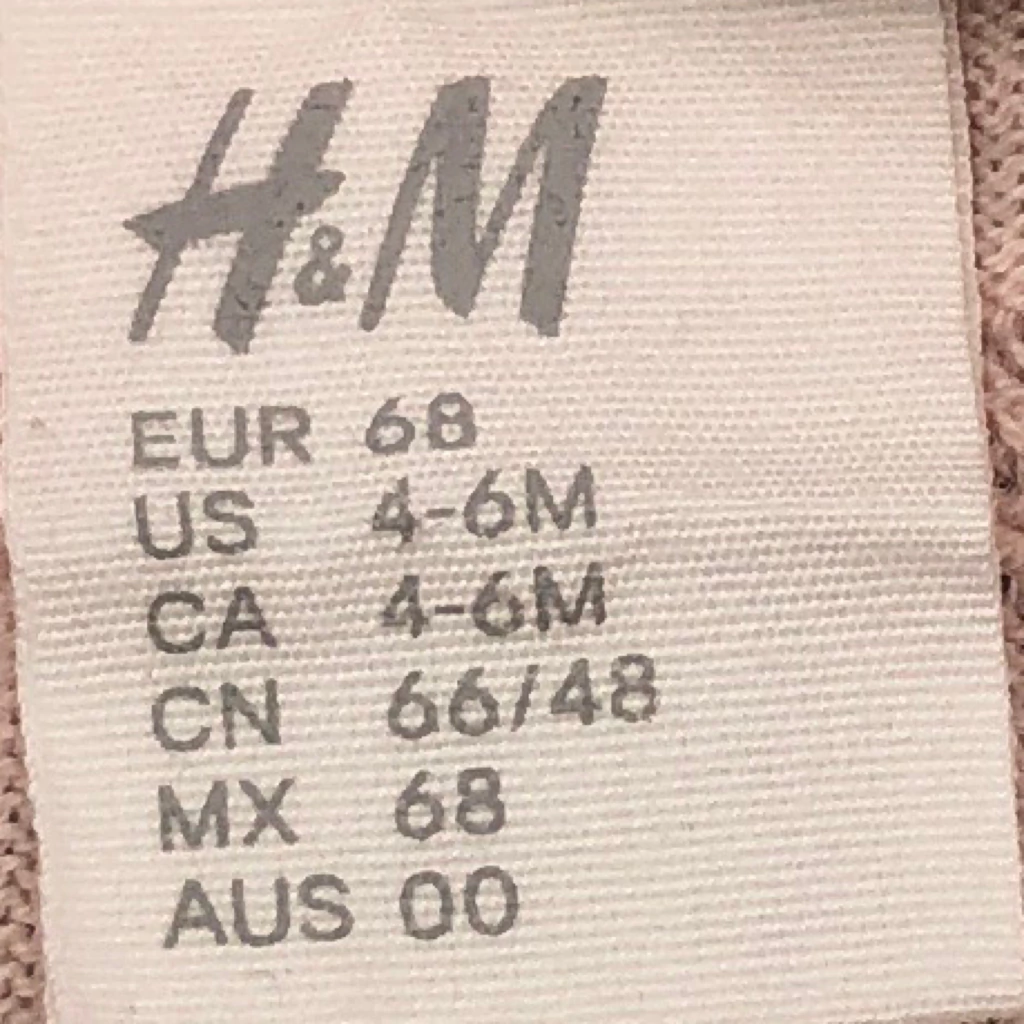 H&M
EUR 68
US 4-6M
CA 4-6M
CN 66/48
MX 68
AUS 00